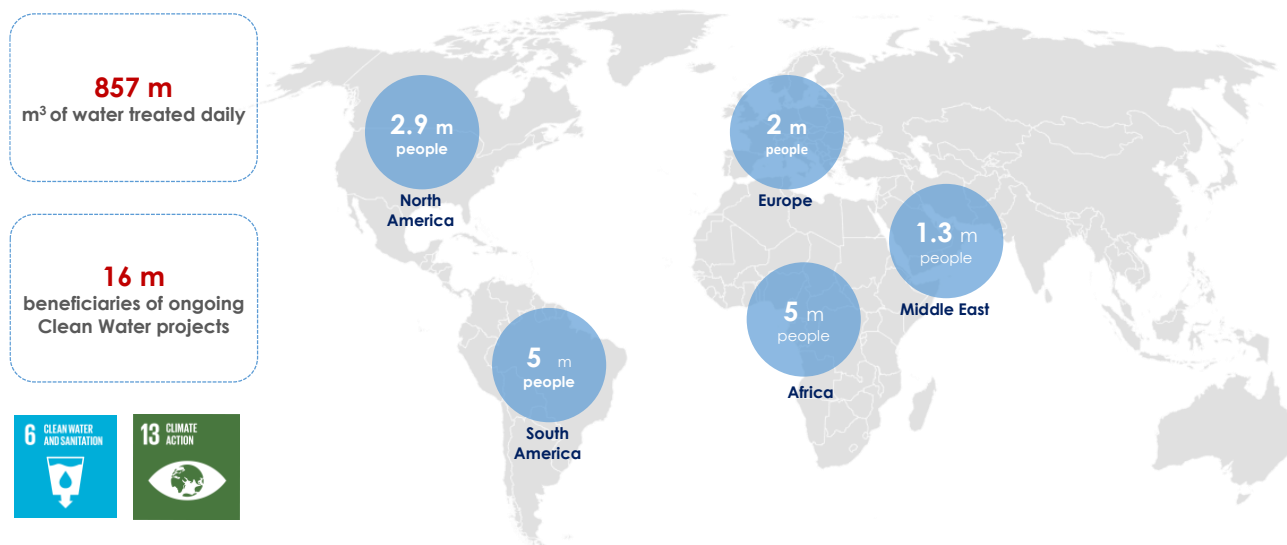 857 m
m³ of water treated daily
16 m
beneficiaries of ongoing
Clean Water projects
6 CLEAN WATER
AND SANITATION
13 CLIMATE
ACTION
2.9 m
people
North
America
2 m
people
Europe
1.3 m
people
Middle East
5 m
people
Africa
5 m
people
South
America